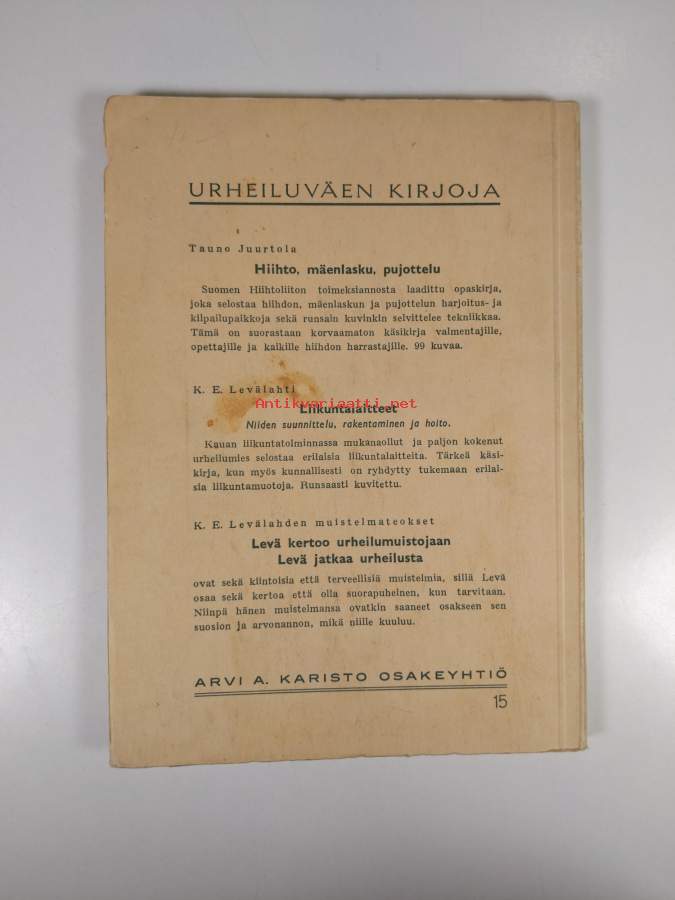 URHEILUVÄEN KIRJOJA
Tauno Juurtola
Hiihto, mäenlasku, pujottelu
Suomen Hiihtoliiton toimeksiannosta laadittu opaskirja,
joka selostaa hiihdon, mäenlaskun ja pujottelun harjoitus- ja
kilpailupaikkoja sekä runsain kuvinkin selvittelee tekniikkaa.
Tämä on suorastaan korvaamaton käsikirja valmentajille,
opettajille ja kaikille hiihdon harrastajille. 99 kuvaa.
K. E. Levälahti
Antikvariaatti.net
Liikuntalaitteet
Niiden suunnittelu, rakentaminen ja hoito.
Kauan liikuntatoiminnassa mukanaollut ja paljon kokenut
urheilumies selostaa erilaisia liikuntalaitteita. Tärkeä käsi-
kirja, kun myös kunnallisesti on ryhdytty tukemaan erilai-
sia liikuntamuotoja. Runsaasti kuvitettu.
K. E. Levälahden muistelmateokset
Levä kertoo urheilumuistojaan
Levä jatkaa urheilusta
ovat sekä kiintoisia että terveellisiä muistelmia, sillä Levä
osaa sekä kertoa että olla suorapuheinen, kun tarvitaan.
Niinpä hänen muistelmansa ovatkin saaneet osakseen sen
suosion ja arvonannon, mikä niille kuuluu.
ARVI A. KARISTO OSAKEYHTIÖ
15